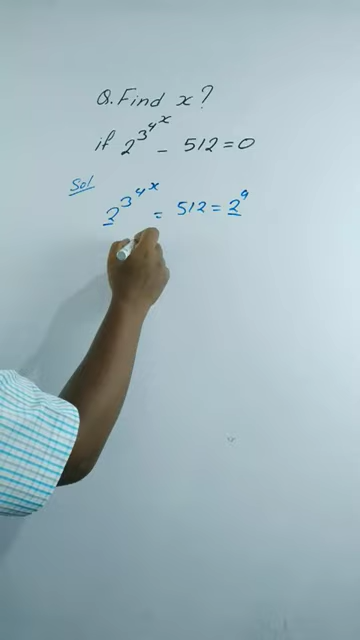 Q. Find x?
if 2^3^4^x - 512 = 0
Sol
2^3^4^x = 512 = 2^9